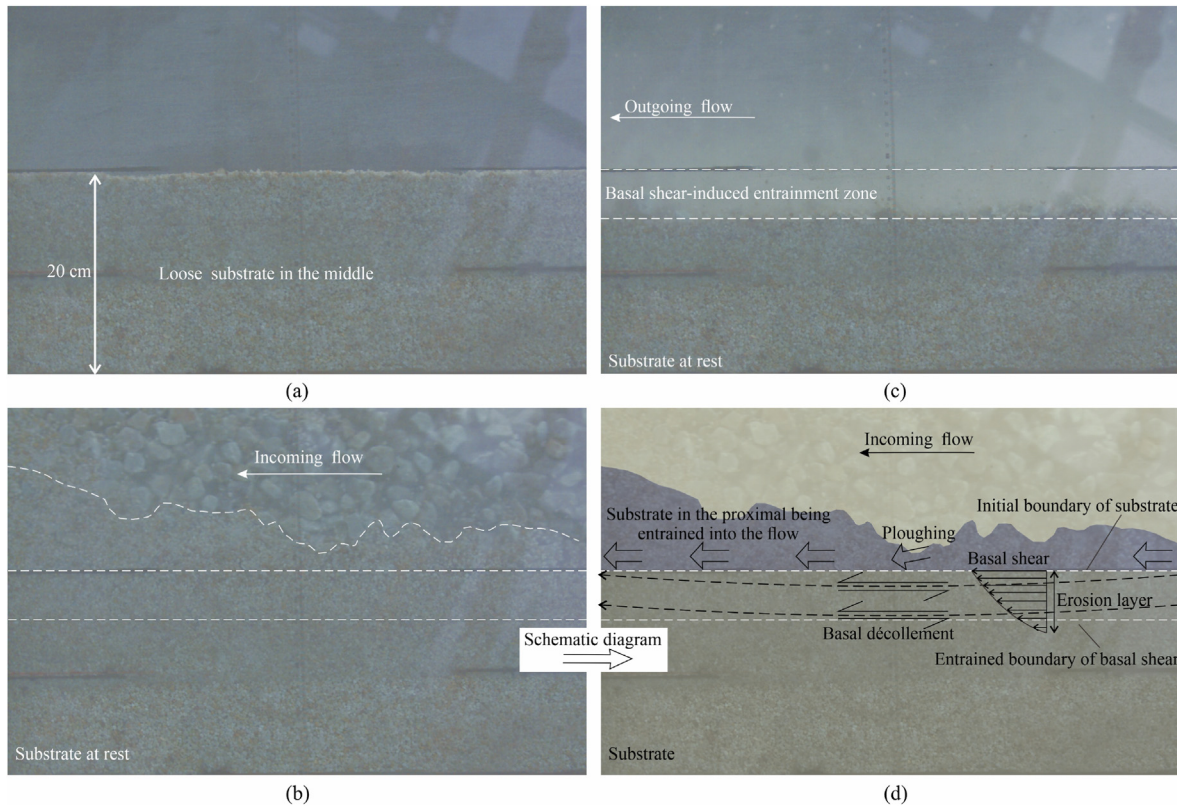 20 cm
Loose substrate in the middle
(a)
Outgoing flow
Basal shear-induced entrainment zone
Substrate at rest
(c)
Incoming flow
Substrate at rest
(b)
Schematic diagram
Incoming flow
Initial boundary of substrate
Substrate in the proximal being
entrained into the flow
Ploughing
Basal shear
Erosion layer
Basal décollement
Entrained boundary of basal shear
Substrate
(d)